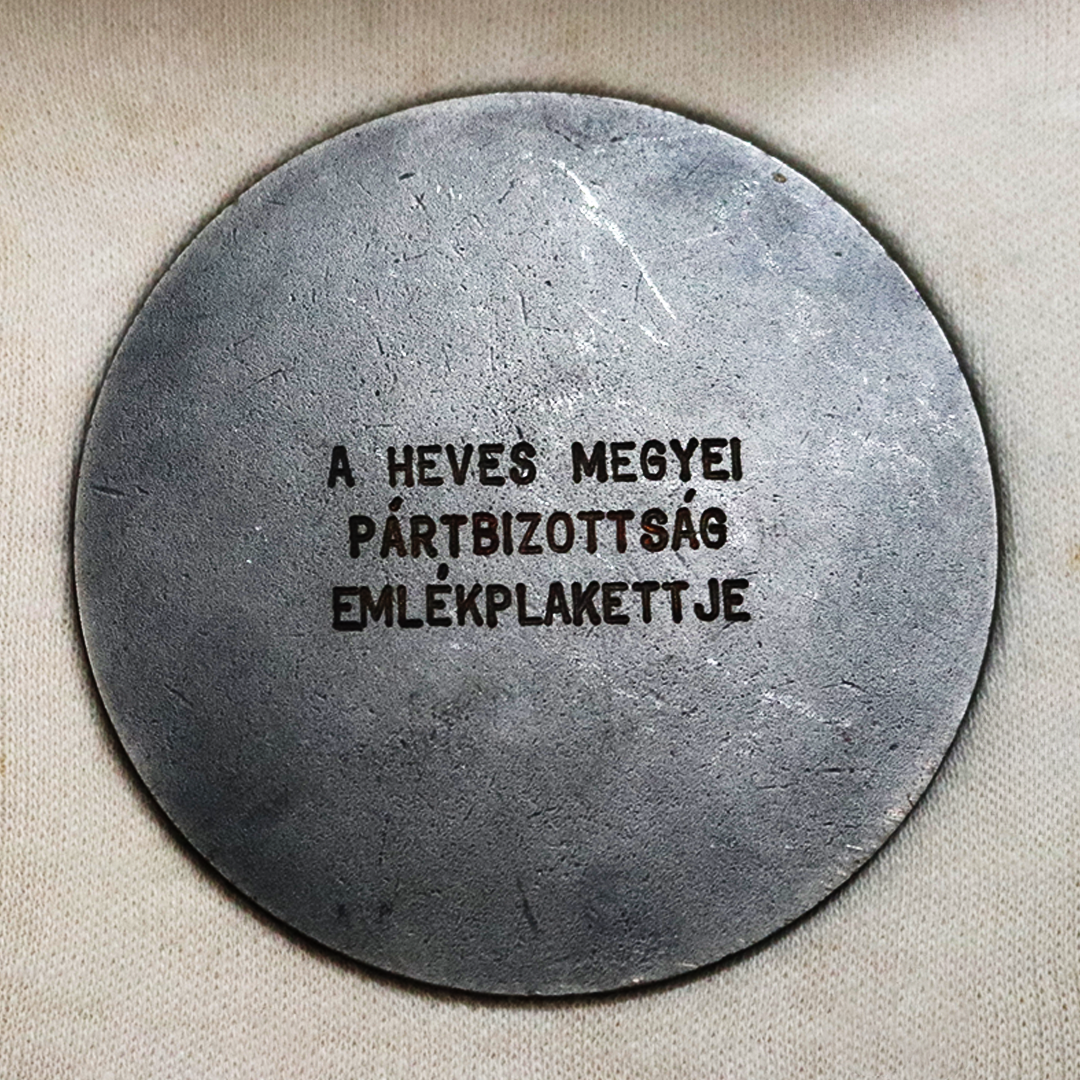 A HEVES MEGYEI
PÁRTBIZOTTSÁG
EMLÉKPLAKETTJE